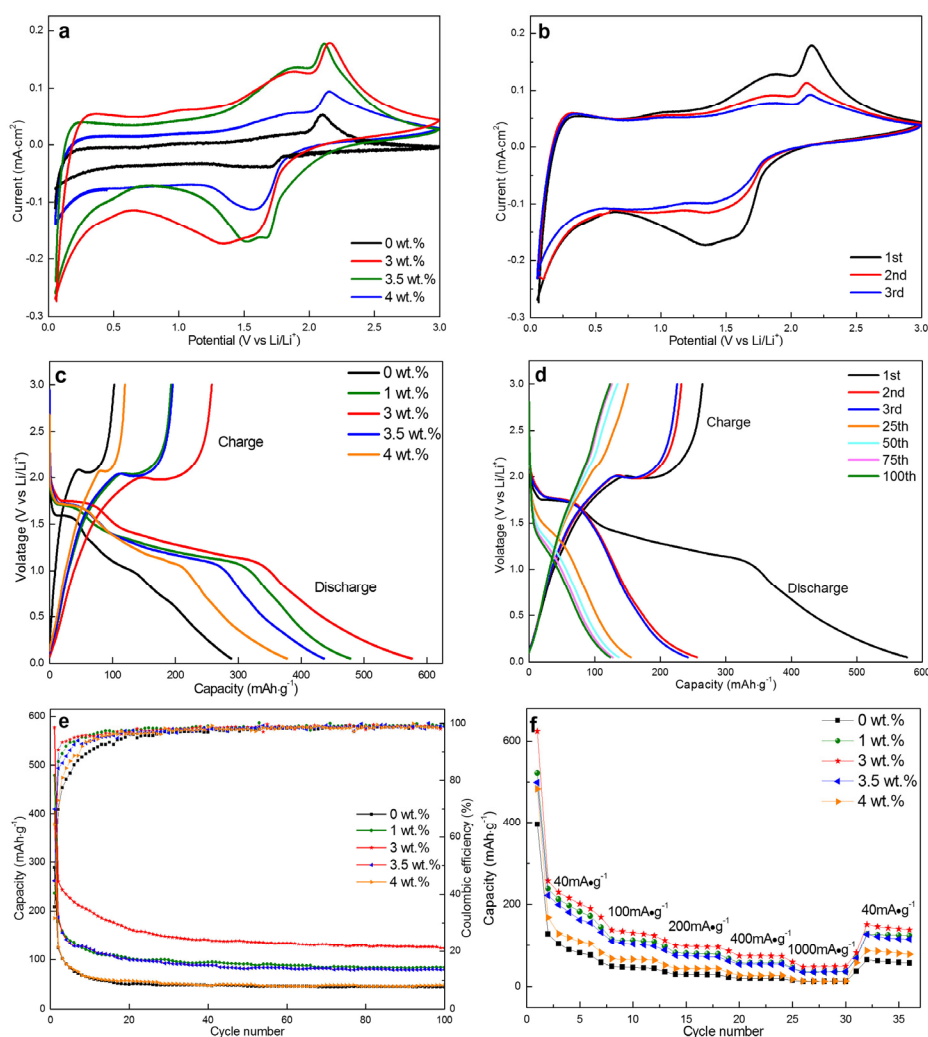 a
0.2
0.1
0.0
-0.1
-0.2
-0.3
Current (mA·cm²)
0 wt.%
3 wt.%
3.5 wt.%
4 wt.%
0.0 0.5 1.0 1.5 2.0 2.5 3.0
Potential (V vs Li/Li⁺)
b
0.2
0.1
0.0
-0.1
-0.2
-0.3
Current (mA·cm²)
1st
2nd
3rd
0.0 0.5 1.0 1.5 2.0 2.5 3.0
Potential (V vs Li/Li⁺)
c
3.0
2.5
2.0
1.5
1.0
0.5
0.0
Volatage (V vs Li/Li⁺)
0 wt.%
1 wt.%
3 wt.%
3.5 wt.%
4 wt.%
Charge
Discharge
0 100 200 300 400 500 600
Capacity (mAh·g⁻¹)
d
3.0
2.5
2.0
1.5
1.0
0.5
0.0
Volatage (V vs Li/Li⁺)
1st
2nd
3rd
25th
50th
75th
100th
Charge
Discharge
0 100 200 300 400 500 600
Capacity (mAh·g⁻¹)
e
600
500
400
300
200
100
0
Capacity (mAh·g⁻¹)
0 wt.%
1 wt.%
3 wt.%
3.5 wt.%
4 wt.%
100
80
60
40
20
0
Coulombic efficiency (%)
0 20 40 60 80 100
Cycle number
f
600
400
200
0
Capacity (mAh·g⁻¹)
0 wt.%
1 wt.%
3 wt.%
3.5 wt.%
4 wt.%
40mA•g⁻¹
100mA•g⁻¹
200mA•g⁻¹
400mA•g⁻¹
1000mA•g⁻¹
40mA•g⁻¹
0 5 10 15 20 25 30 35
Cycle number